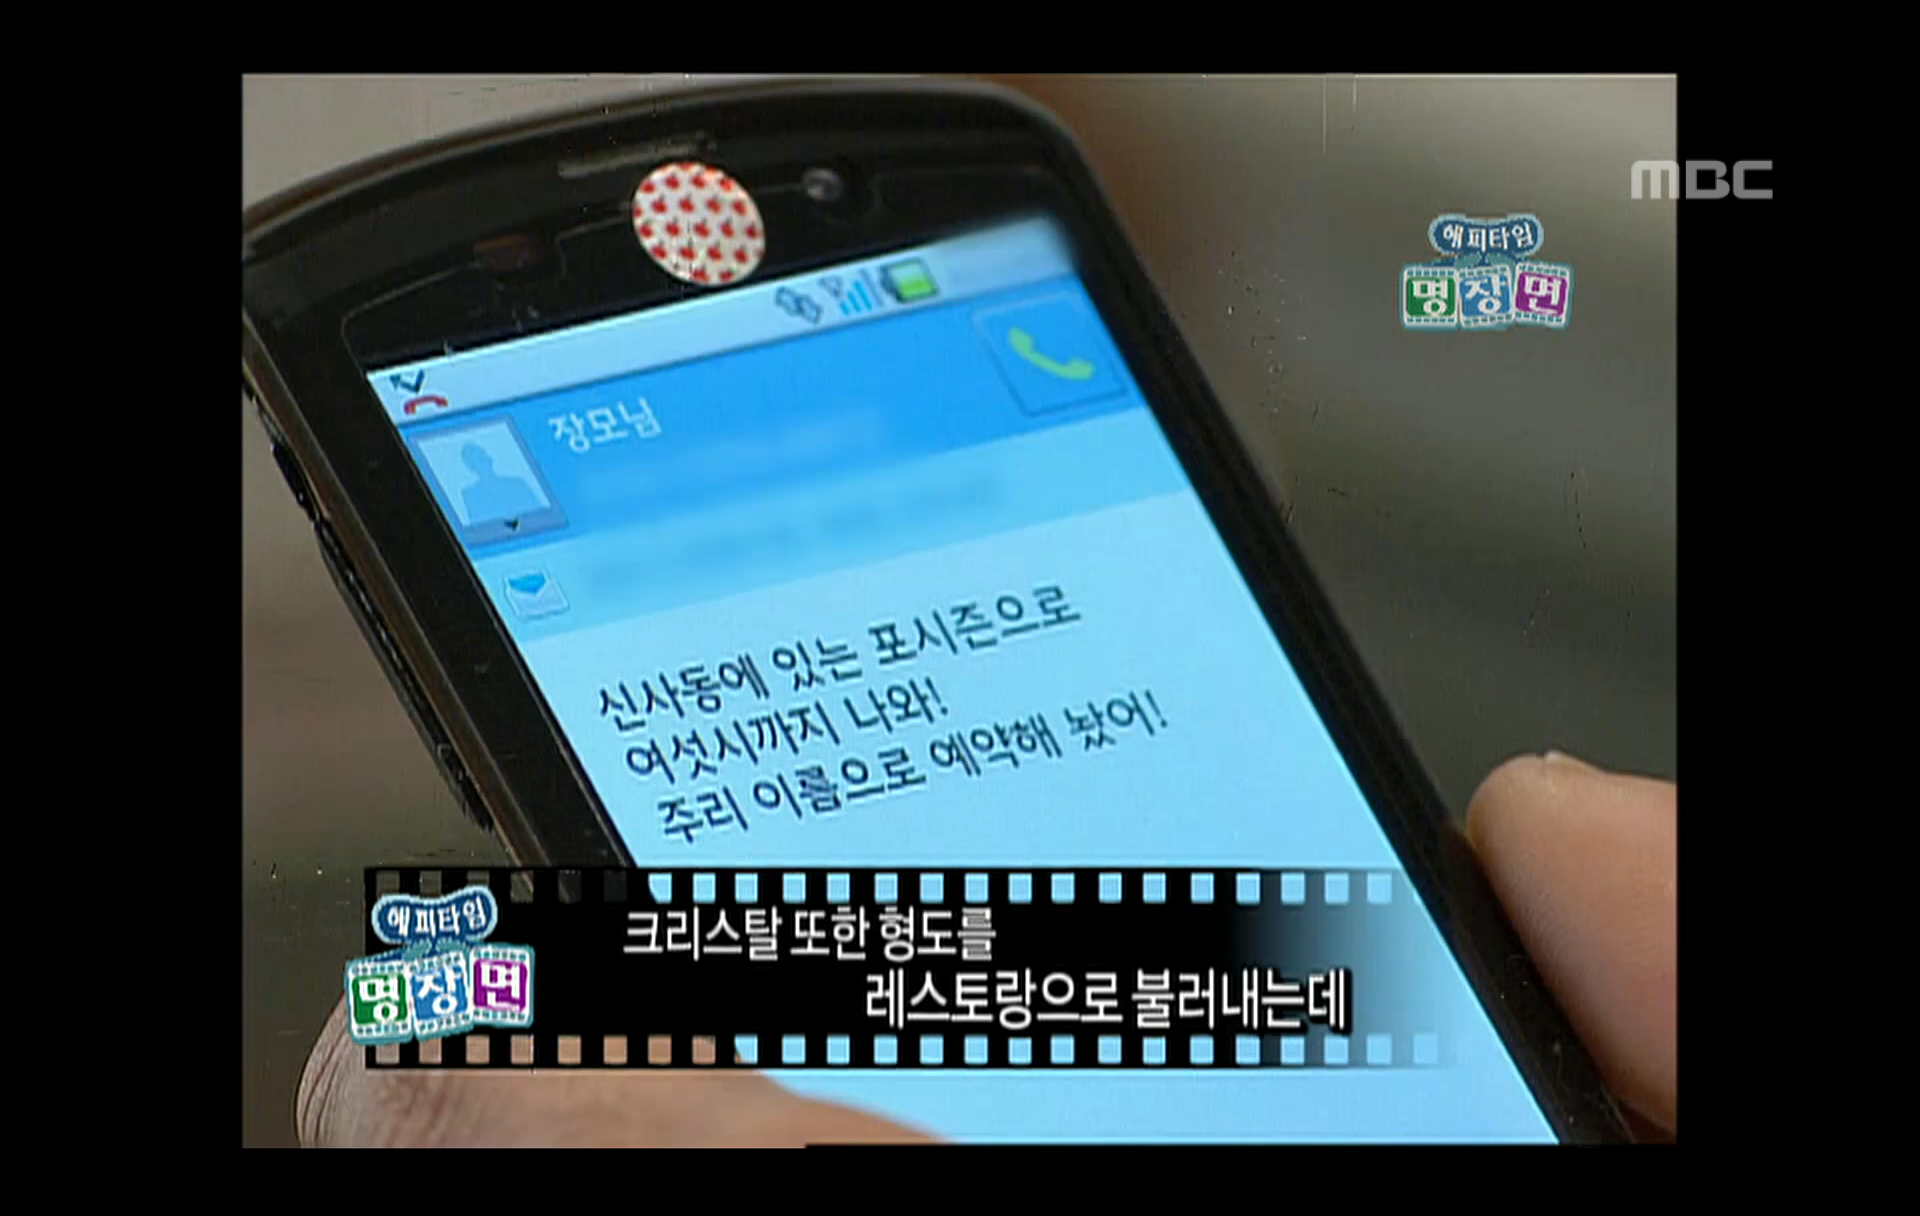 MBC
해피타임
명장면
장모님
신사동에 있는 포시즌으로
여섯시까지 나와!
주리 이름으로 예약해 놨어!
해피타임
명장면
크리스탈 또한 형도를
레스토랑으로 불러내는데